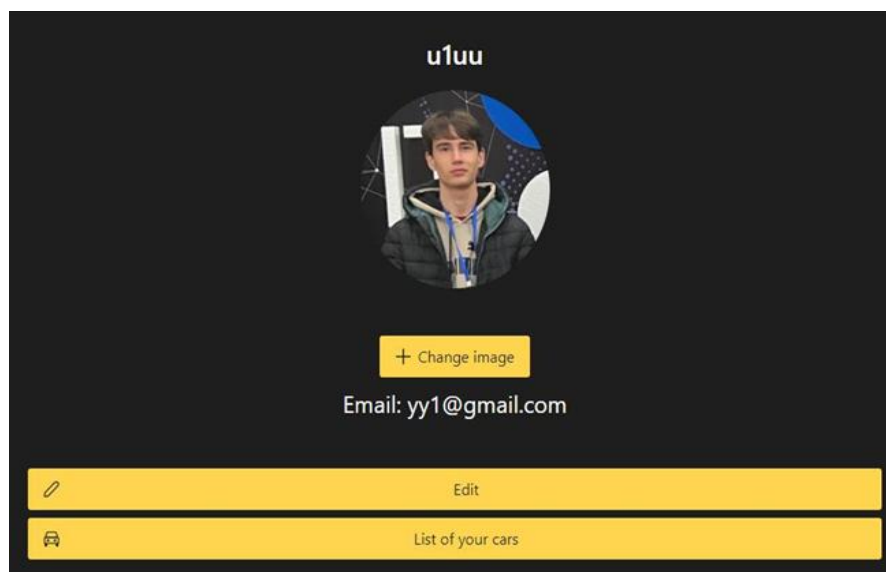 u1uu
+ Change image
Email: yy1@gmail.com
Edit
List of your cars